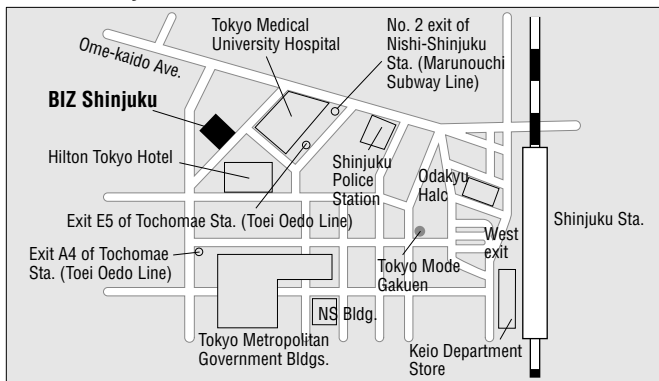 Tokyo Medical
University Hospital
No. 2 exit of
Nishi-Shinjuku
Sta. (Marunouchi
Subway Line)
Ome-kaido Ave.
BIZ Shinjuku
Hilton Tokyo Hotel
Shinjuku
Police
Station
Odakyu
Halc
Shinjuku Sta.
Exit E5 of Tochomae Sta. (Toei Oedo Line)
West
exit
Exit A4 of Tochomae
Sta. (Toei Oedo Line)
Tokyo Mode
Gakuen
NS Bldg.
Tokyo Metropolitan
Government Bldgs.
Keio Department
Store